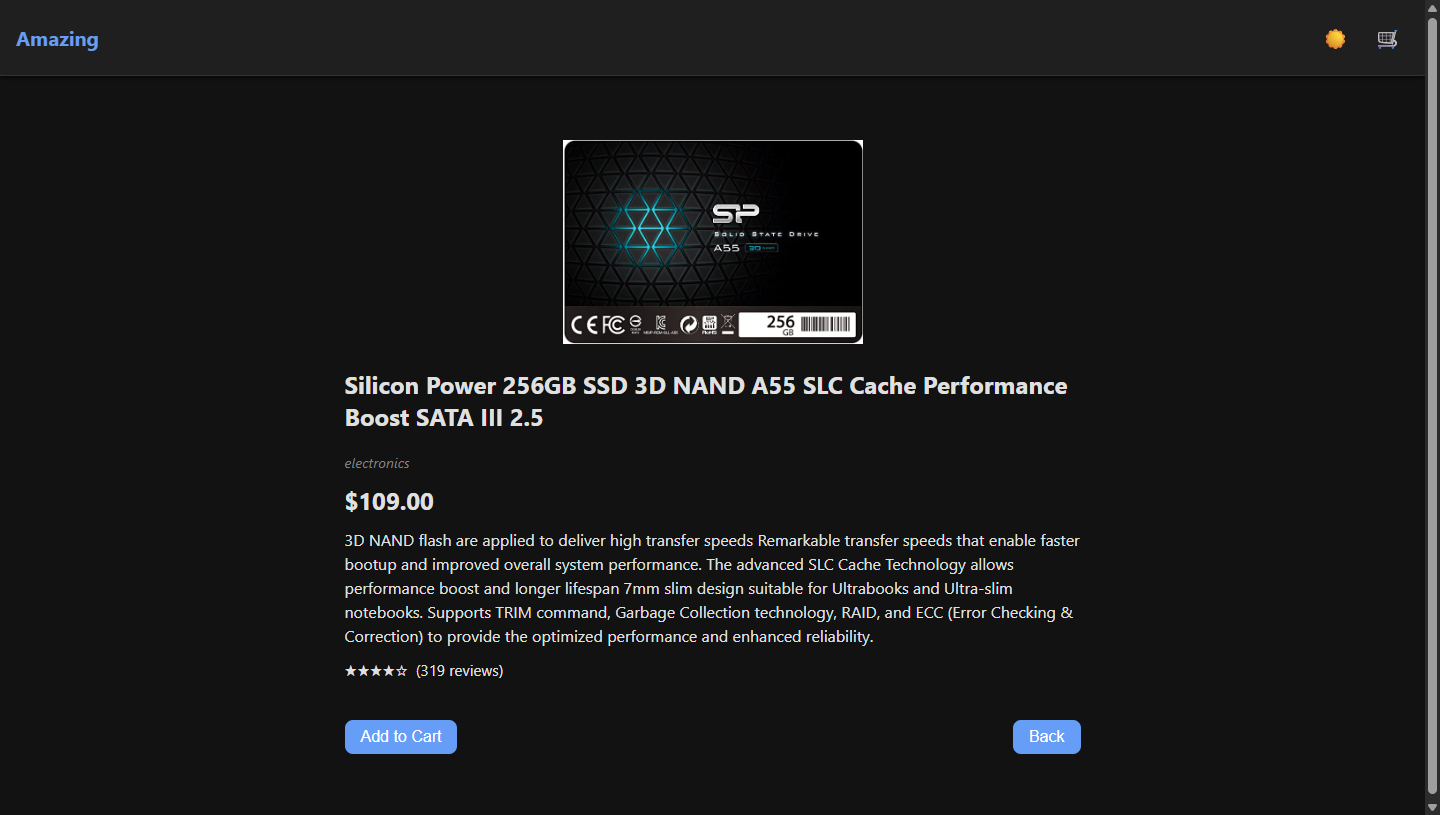 Amazing
SP
SOLID STATE DRIVE
A55
256
GB
Silicon Power 256GB SSD 3D NAND A55 SLC Cache Performance
Boost SATA III 2.5
electronics
$109.00
3D NAND flash are applied to deliver high transfer speeds Remarkable transfer speeds that enable faster
bootup and improved overall system performance. The advanced SLC Cache Technology allows
performance boost and longer lifespan 7mm slim design suitable for Ultrabooks and Ultra-slim
notebooks. Supports TRIM command, Garbage Collection technology, RAID, and ECC (Error Checking &
Correction) to provide the optimized performance and enhanced reliability.
★★★★☆ (319 reviews)
Add to Cart
Back